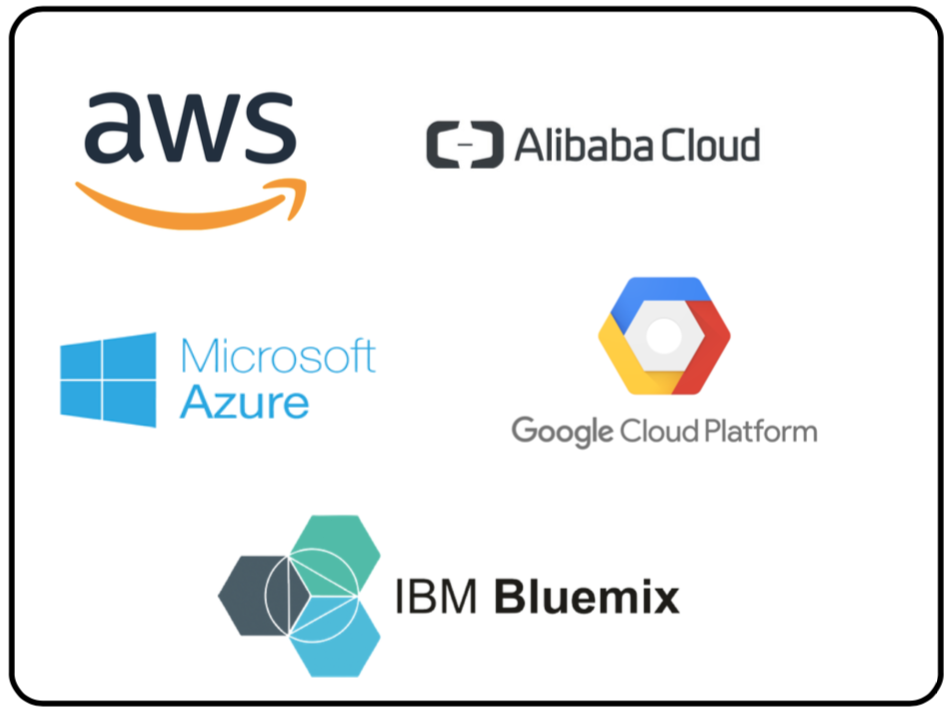 aws
Alibaba Cloud
Microsoft
Azure
Google Cloud Platform
IBM Bluemix